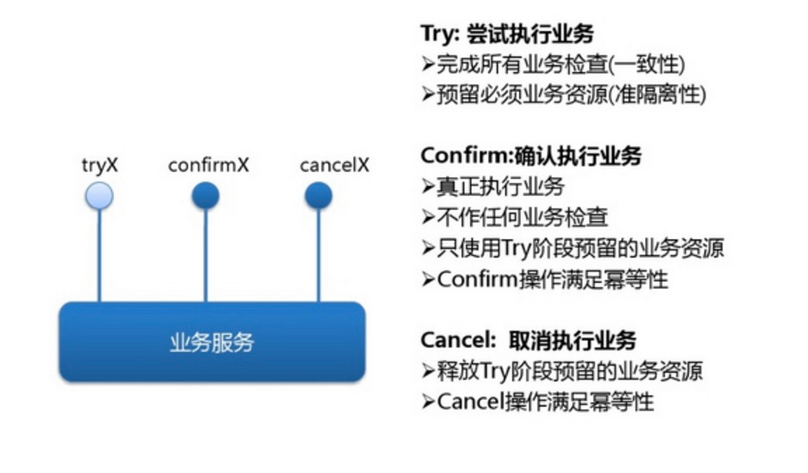 tryX
confirmX
cancelX
业务服务
Try: 尝试执行业务
➢完成所有业务检查(一致性)
➢预留必须业务资源(准隔离性)
Confirm:确认执行业务
➢真正执行业务
➢不作任何业务检查
➢只使用Try阶段预留的业务资源
➢Confirm操作满足幂等性
Cancel: 取消执行业务
➢释放Try阶段预留的业务资源
➢Cancel操作满足幂等性